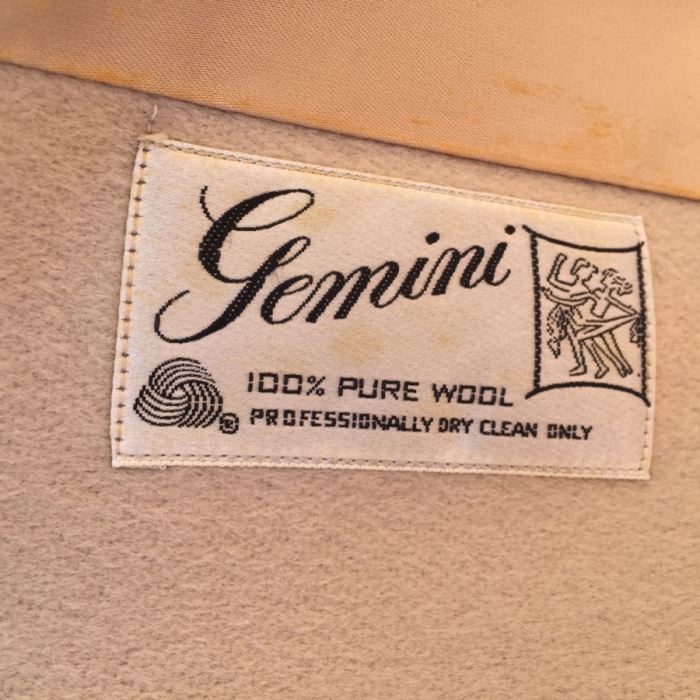 Gemini
100% PURE WOOL
® PROFESSIONALLY DRY CLEAN ONLY